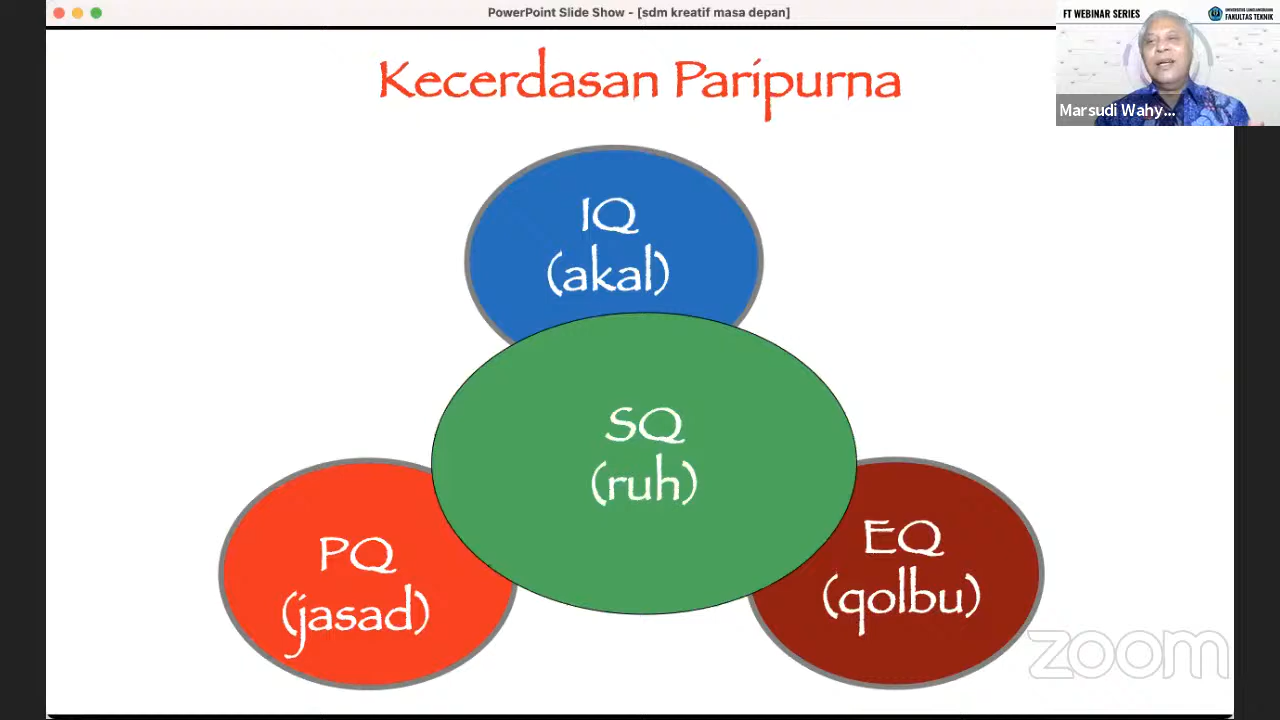 PowerPoint Slide Show - [sdm kreatif masa depan]
FT WEBINAR SERIES
FAKULTAS TEKNIK
Marsudi Wahy...
Kecerdasan Paripurna
IQ
(akal)
SQ
(ruh)
PQ
(jasad)
EQ
(qolbu)
zoom